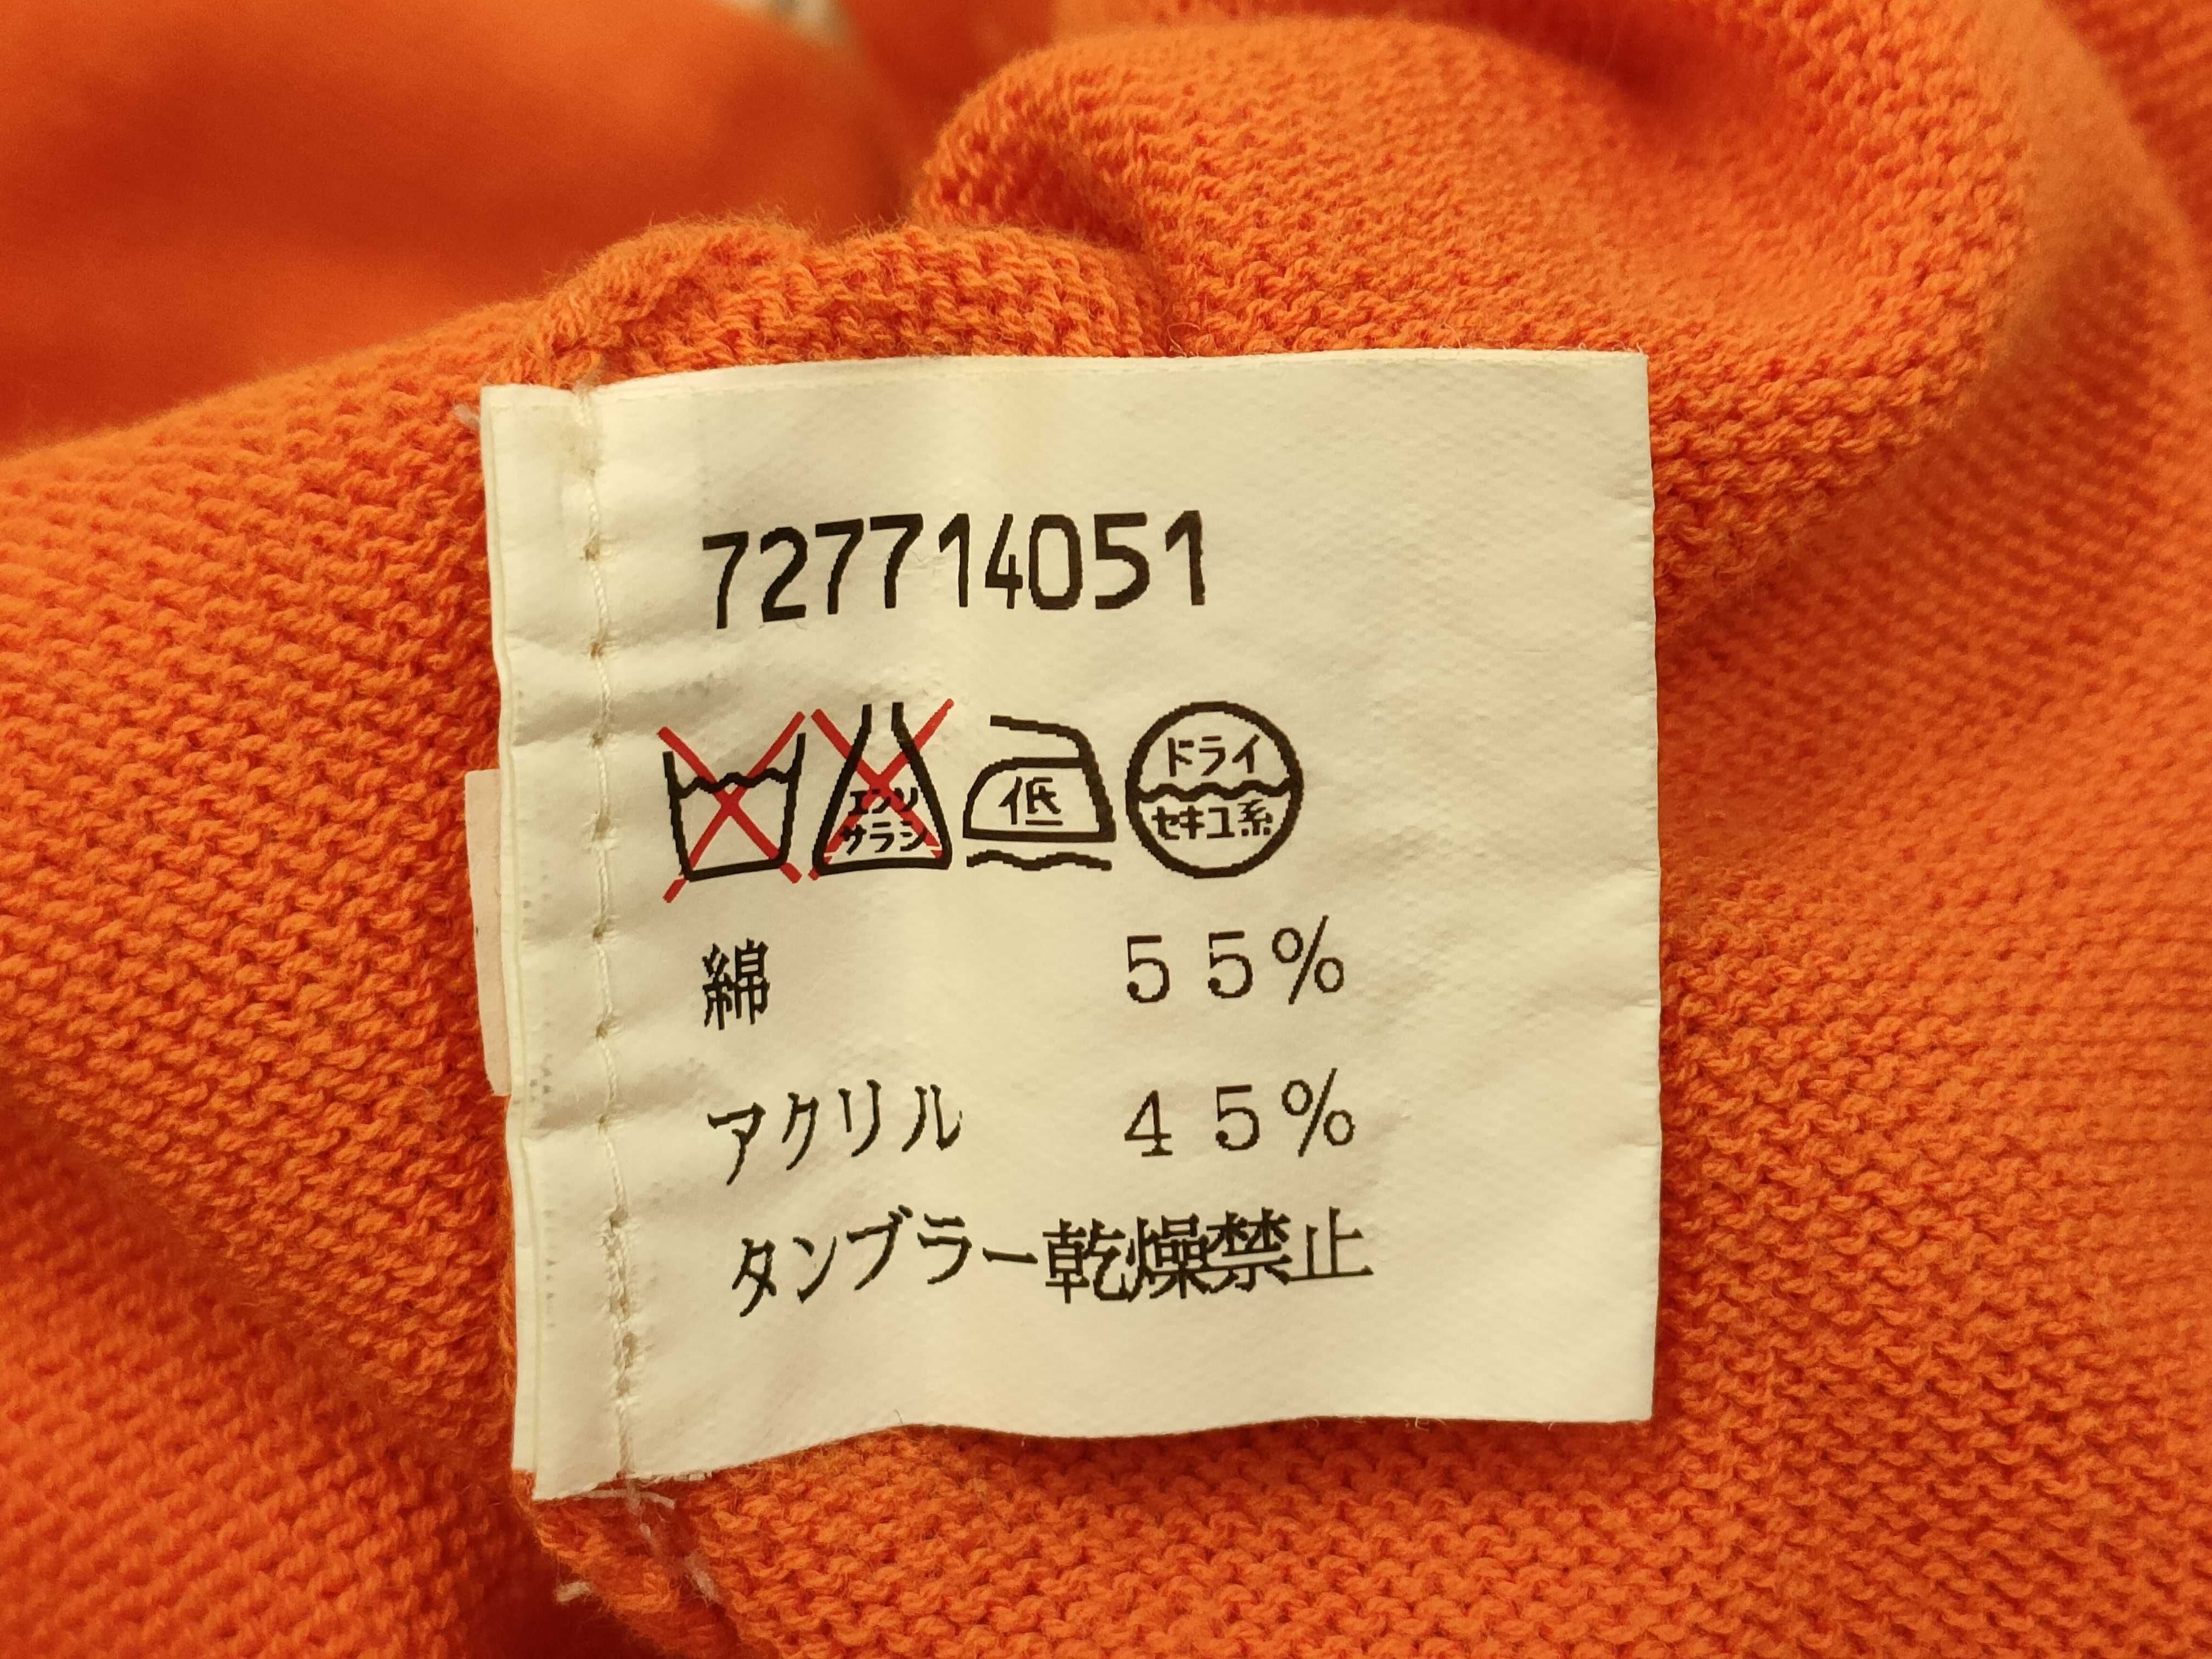 727714051
エンソ
サラシ
低
ドライ
セキユ系
綿 55%
アクリル 45%
タンブラー乾燥禁止